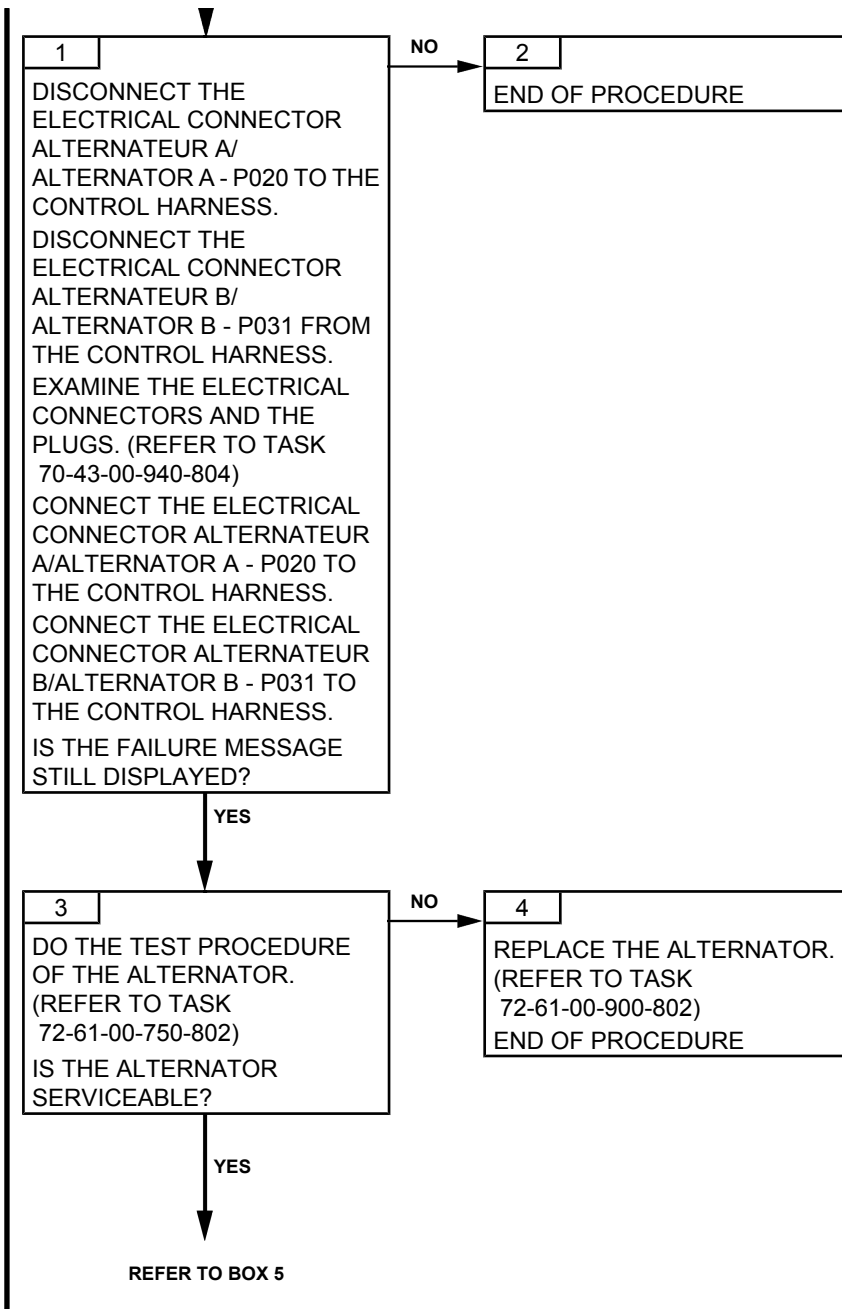 1
DISCONNECT THE
ELECTRICAL CONNECTOR
ALTERNATEUR A/
ALTERNATOR A - P020 TO THE
CONTROL HARNESS.
DISCONNECT THE
ELECTRICAL CONNECTOR
ALTERNATEUR B/
ALTERNATOR B - P031 FROM
THE CONTROL HARNESS.
EXAMINE THE ELECTRICAL
CONNECTORS AND THE
PLUGS. (REFER TO TASK
70-43-00-940-804)
CONNECT THE ELECTRICAL
CONNECTOR ALTERNATEUR
A/ALTERNATOR A - P020 TO
THE CONTROL HARNESS.
CONNECT THE ELECTRICAL
CONNECTOR ALTERNATEUR
B/ALTERNATOR B - P031 TO
THE CONTROL HARNESS.
IS THE FAILURE MESSAGE
STILL DISPLAYED?
NO
2
END OF PROCEDURE
YES
3
DO THE TEST PROCEDURE
OF THE ALTERNATOR.
(REFER TO TASK
72-61-00-750-802)
IS THE ALTERNATOR
SERVICEABLE?
NO
4
REPLACE THE ALTERNATOR.
(REFER TO TASK
72-61-00-900-802)
END OF PROCEDURE
YES
REFER TO BOX 5